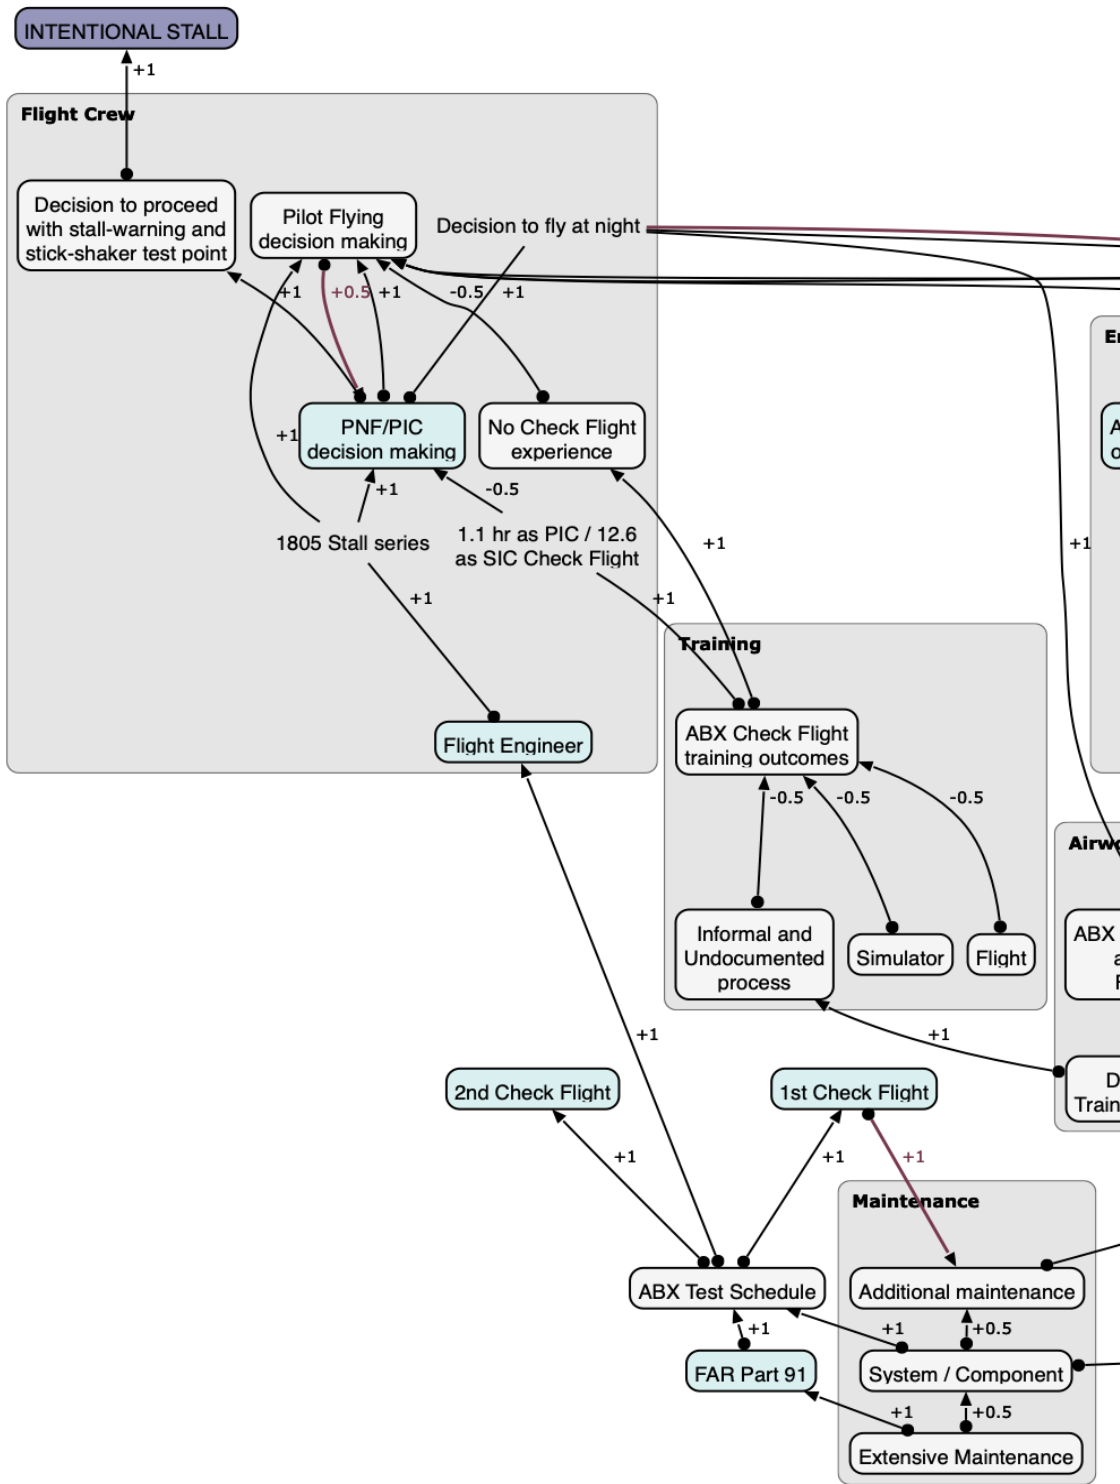 INTENTIONAL STALL
+1
Flight Crew
Decision to proceed
with stall-warning and
stick-shaker test point
Pilot Flying
decision making
Decision to fly at night
+1
+0.5
+1
-0.5
+1
PNF/PIC
decision making
No Check Flight
experience
+1
+1
-0.5
1805 Stall series
1.1 hr as PIC / 12.6
as SIC Check Flight
+1
+1
+1
+1
Training
ABX Check Flight
training outcomes
Flight Engineer
-0.5
-0.5
-0.5
Informal and
Undocumented
process
Simulator
Flight
ABX
+1
+1
2nd Check Flight
1st Check Flight
+1
+1
+1
Maintenance
ABX Test Schedule
Additional maintenance
+1
+1
+0.5
FAR Part 91
System / Component
+1
+0.5
Extensive Maintenance